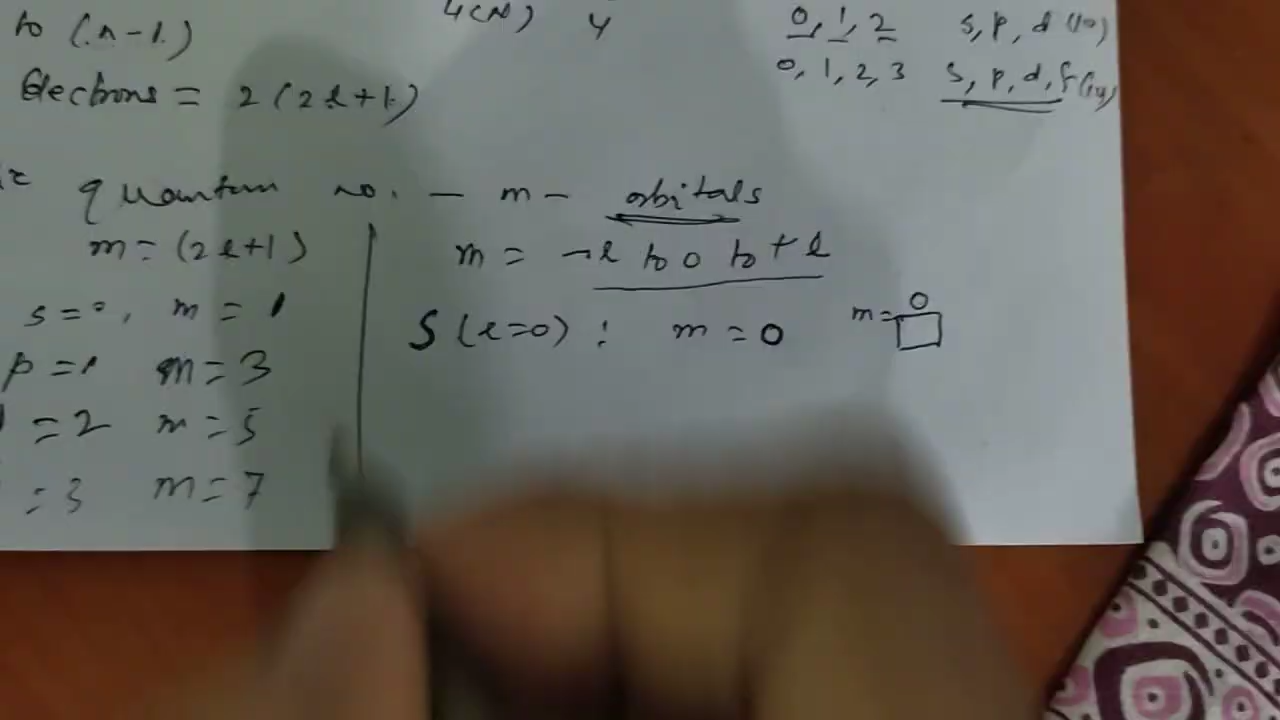 to (n-1) 4(N) 4 0, 1, 2 s, p, d (10)
0, 1, 2, 3 s, p, d, f(14)
Electrons = 2(2l+1)
quantum no. - m - orbitals
m = (2l+1) m = -l to 0 to +l
s = 0, m = 1 S (l=0) : m = 0 m = 0
p = 1 m = 3
= 2 m = 5
= 3 m = 7